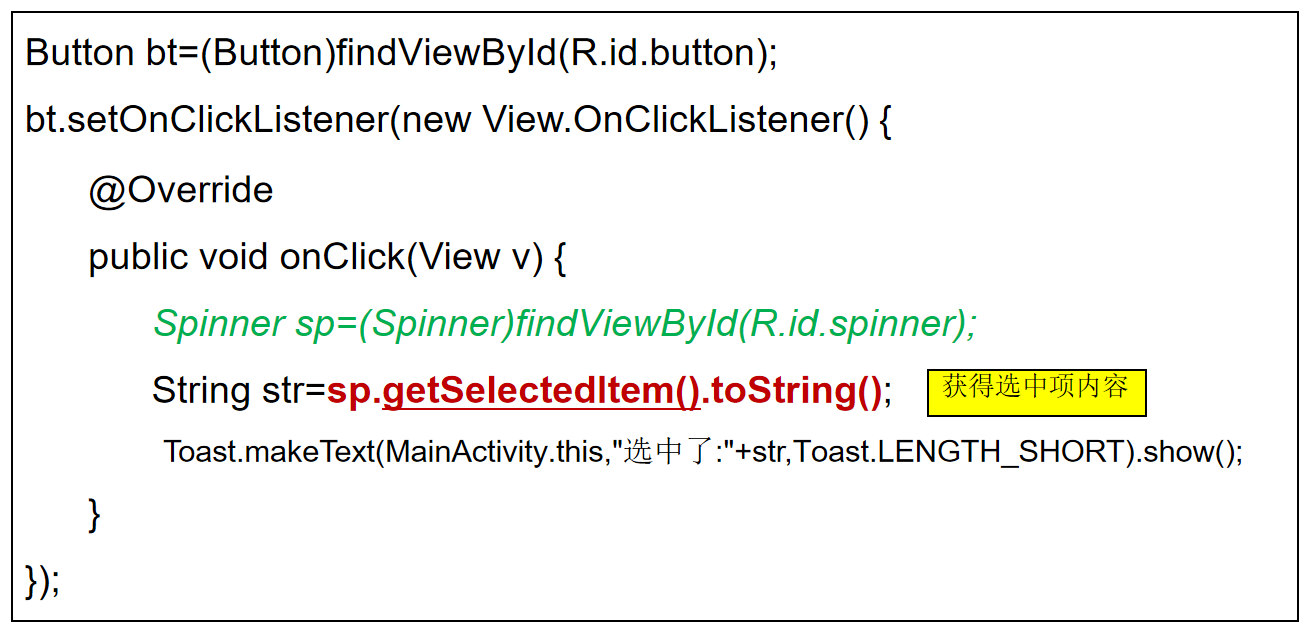 Button bt=(Button)findViewById(R.id.button);
bt.setOnClickListener(new View.OnClickListener() {
@Override
public void onClick(View v) {
Spinner sp=(Spinner)findViewById(R.id.spinner);
String str=sp.getSelectedItem().toString(); 获得选中项内容
Toast.makeText(MainActivity.this,"选中了:"+str,Toast.LENGTH_SHORT).show();
}
});